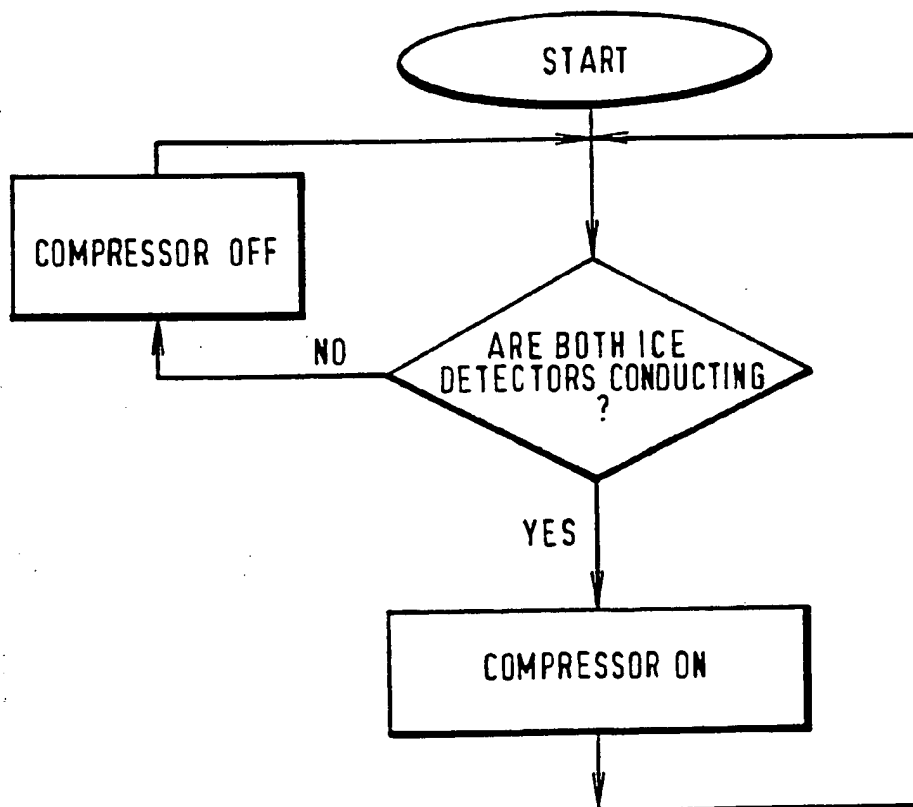 START
COMPRESSOR OFF
NO
ARE BOTH ICE
DETECTORS CONDUCTING
?
YES
COMPRESSOR ON